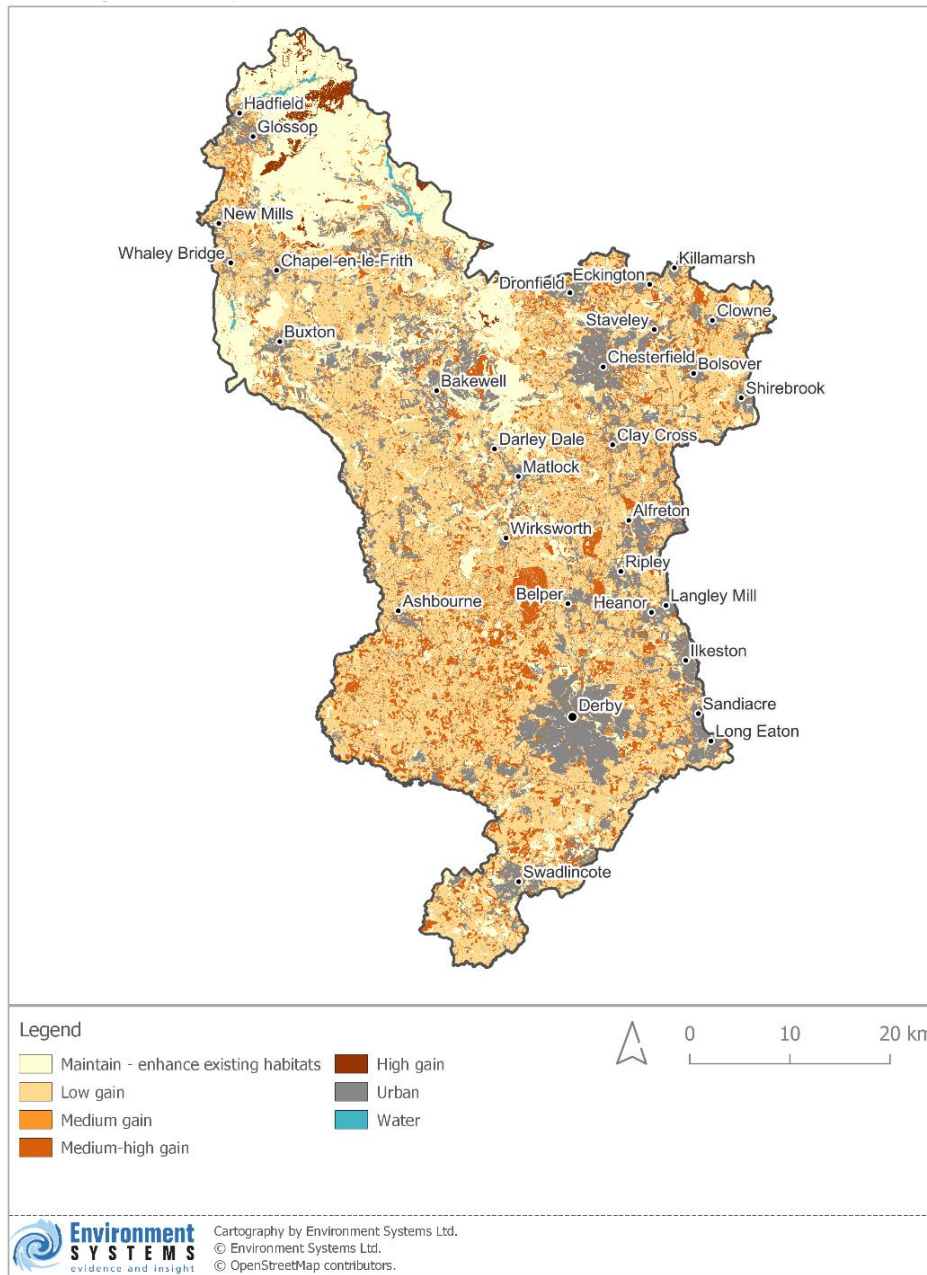 Hadfield
Glossop
New Mills
Whaley Bridge
Chapel-en-le-Frith
Killamarsh
Eckington
Dronfield
Clowne
Staveley
Buxton
Chesterfield
Bolsover
Bakewell
Shirebrook
Clay Cross
Darley Dale
Matlock
Alfreton
Wirksworth
Ripley
Belper
Langley Mill
Ashbourne
Heanor
Ilkeston
Derby
Sandiacre
Long Eaton
Swadlincote
Legend
Maintain - enhance existing habitats
Low gain
Medium gain
Medium-high gain
High gain
Urban
Water
0 10 20 km
Environment
SYSTEMS
evidence and insight
Cartography by Environment Systems Ltd.
© Environment Systems Ltd.
© OpenStreetMap contributors.